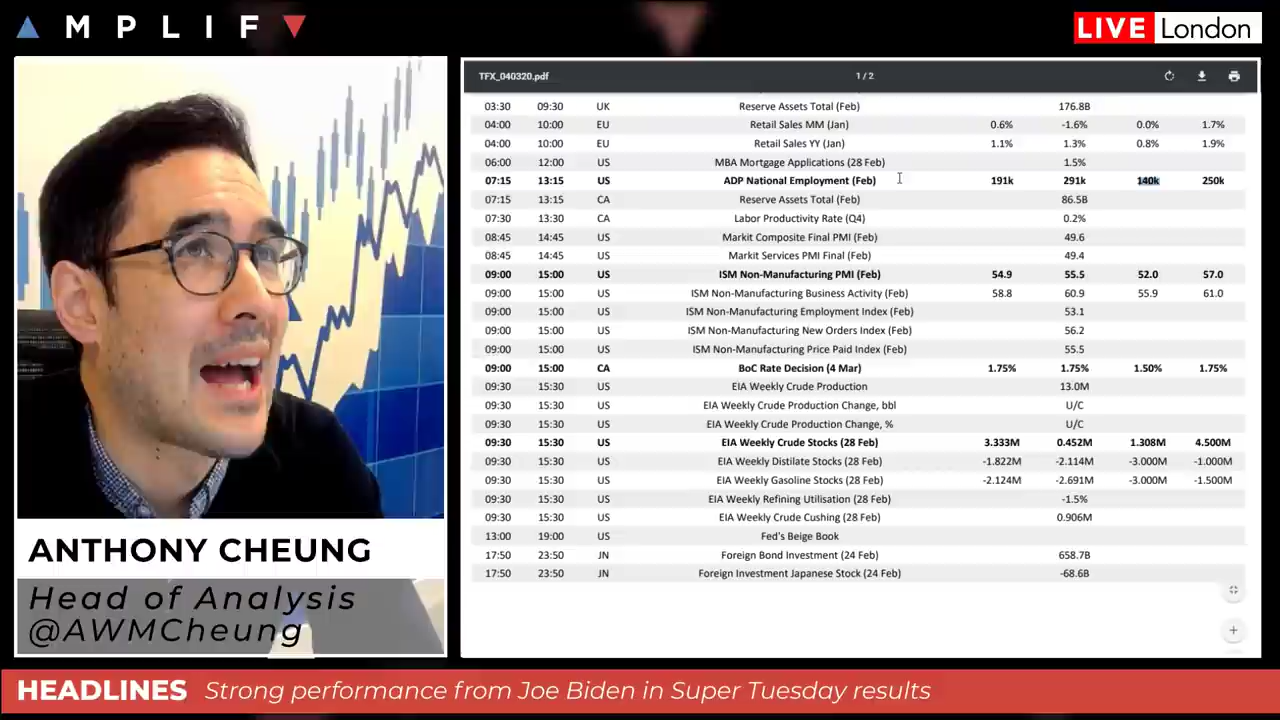 AMPLIFY
LIVE London
TFX_040320.pdf 1 / 2
03:30 09:30 UK Reserve Assets Total (Feb) 176.8B
04:00 10:00 EU Retail Sales MM (Jan) 0.6% -1.6% 0.0% 1.7%
04:00 10:00 EU Retail Sales YY (Jan) 1.1% 1.3% 0.8% 1.9%
06:00 12:00 US MBA Mortgage Applications (28 Feb) 1.5%
07:15 13:15 US ADP National Employment (Feb) 191k 291k 140k 250k
07:15 13:15 CA Reserve Assets Total (Feb) 86.5B
07:30 13:30 CA Labor Productivity Rate (Q4) 0.2%
08:45 14:45 US Markit Composite Final PMI (Feb) 49.6
08:45 14:45 US Markit Services PMI Final (Feb) 49.4
09:00 15:00 US ISM Non-Manufacturing PMI (Feb) 54.9 55.5 52.0 57.0
09:00 15:00 US ISM Non-Manufacturing Business Activity (Feb) 58.8 60.9 55.9 61.0
09:00 15:00 US ISM Non-Manufacturing Employment Index (Feb) 53.1
09:00 15:00 US ISM Non-Manufacturing New Orders Index (Feb) 56.2
09:00 15:00 US ISM Non-Manufacturing Price Paid Index (Feb) 55.5
09:00 15:00 CA BoC Rate Decision (4 Mar) 1.75% 1.75% 1.50% 1.75%
09:30 15:30 US EIA Weekly Crude Production 13.0M
09:30 15:30 US EIA Weekly Crude Production Change, bbl U/C
09:30 15:30 US EIA Weekly Crude Production Change, % U/C
09:30 15:30 US EIA Weekly Crude Stocks (28 Feb) 3.333M 0.452M 1.308M 4.500M
09:30 15:30 US EIA Weekly Distilate Stocks (28 Feb) -1.822M -2.114M -3.000M -1.000M
09:30 15:30 US EIA Weekly Gasoline Stocks (28 Feb) -2.124M -2.691M -3.000M -1.500M
09:30 15:30 US EIA Weekly Refining Utilisation (28 Feb) -1.5%
09:30 15:30 US EIA Weekly Crude Cushing (28 Feb) 0.906M
13:00 19:00 US Fed's Beige Book
17:50 23:50 JN Foreign Bond Investment (24 Feb) 658.7B
17:50 23:50 JN Foreign Investment Japanese Stock (24 Feb) -68.6B
ANTHONY CHEUNG
Head of Analysis
@AWMCheung
HEADLINES Strong performance from Joe Biden in Super Tuesday results